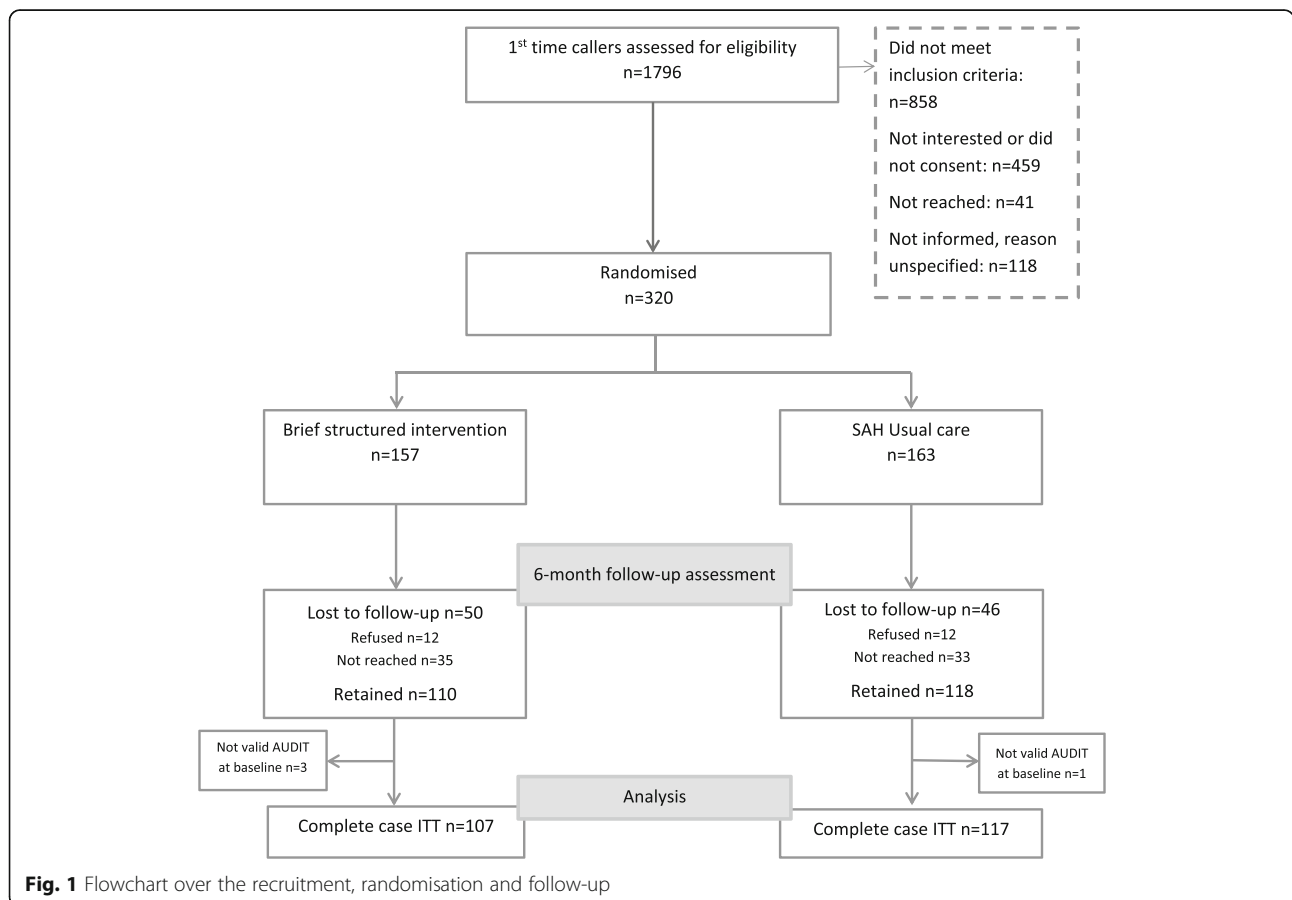 1st time callers assessed for eligibility
n=1796
Did not meet
inclusion criteria:
n=858
Not interested or did
not consent: n=459
Not reached: n=41
Not informed, reason
unspecified: n=118
Randomised
n=320
Brief structured intervention
n=157
SAH Usual care
n=163
6-month follow-up assessment
Lost to follow-up n=50
Refused n=12
Not reached n=35
Retained n=110
Lost to follow-up n=46
Refused n=12
Not reached n=33
Retained n=118
Not valid AUDIT
at baseline n=3
Not valid AUDIT
at baseline n=1
Analysis
Complete case ITT n=107
Complete case ITT n=117
Fig. 1 Flowchart over the recruitment, randomisation and follow-up